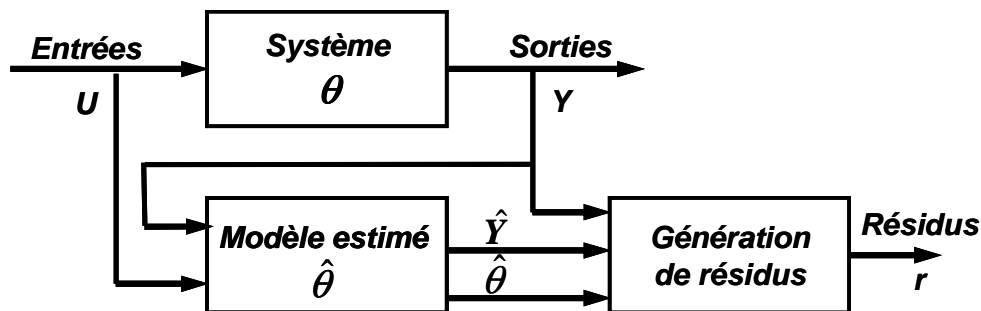 Entrées
U
Système
θ
Sorties
Y
Modèle estimé
θ̂
Ŷ
θ̂
Génération
de résidus
Résidus
r